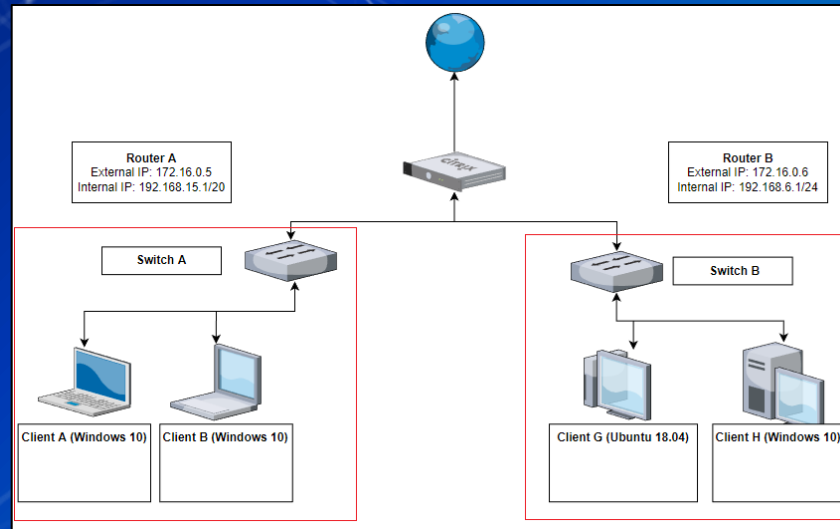 Router A
External IP: 172.16.0.5
Internal IP: 192.168.15.1/20
Router B
External IP: 172.16.0.6
Internal IP: 192.168.6.1/24
citrix
Switch A
Switch B
Client A (Windows 10)
Client B (Windows 10)
Client G (Ubuntu 18.04)
Client H (Windows 10)